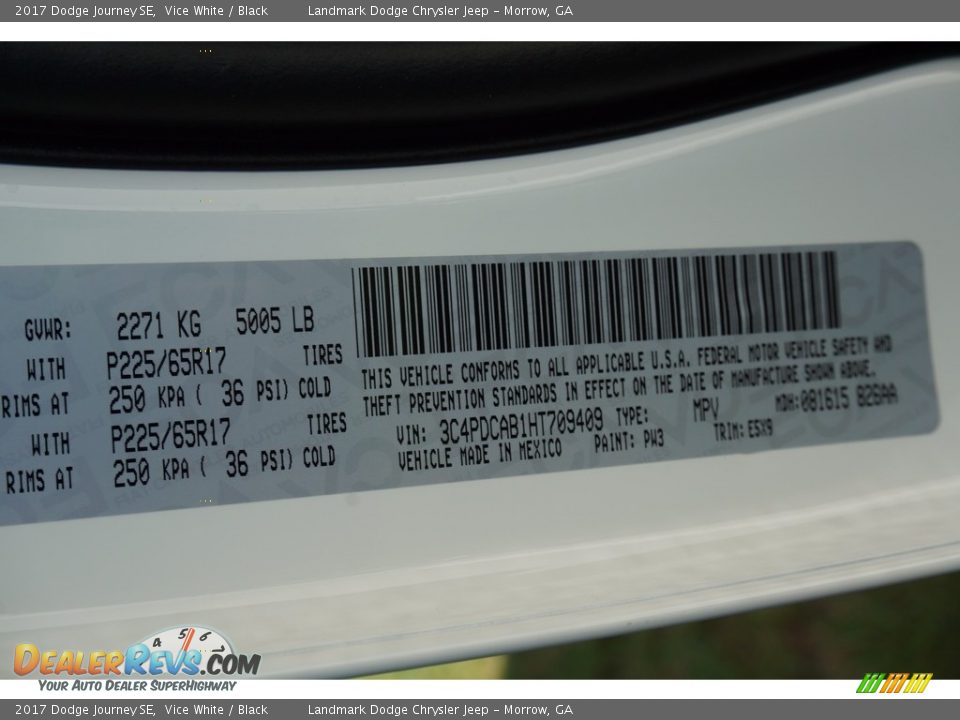 2017 Dodge Journey SE, Vice White / Black Landmark Dodge Chrysler Jeep – Morrow, GA
GVWR: 2271 KG 5005 LB
WITH P225/65R17 TIRES
RIMS AT 250 KPA ( 36 PSI) COLD
WITH P225/65R17 TIRES
RIMS AT 250 KPA ( 36 PSI) COLD
THIS VEHICLE CONFORMS TO ALL APPLICABLE U.S.A. FEDERAL MOTOR VEHICLE SAFETY AND
THEFT PREVENTION STANDARDS IN EFFECT ON THE DATE OF MANUFACTURE SHOWN ABOVE.
VIN: 3C4PDCAB1HT709409 TYPE: MPV MDH:081615 826AA
VEHICLE MADE IN MEXICO PAINT: PW3 TRIM: E5X9
4 5 6 7
DEALERREVS.COM
YOUR AUTO DEALER SUPERHIGHWAY
2017 Dodge Journey SE, Vice White / Black Landmark Dodge Chrysler Jeep – Morrow, GA